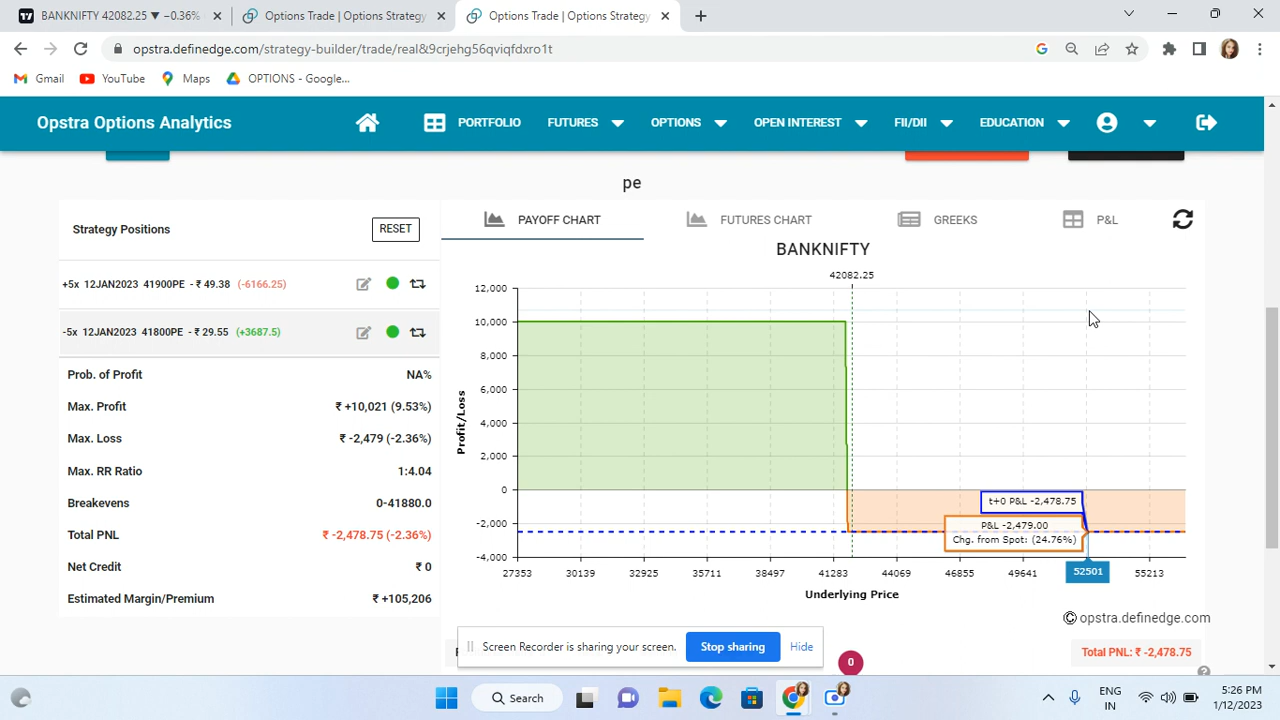 BANKNIFTY 42082.25 ▼ −0.36%
Options Trade | Options Strategy
Options Trade | Options Strategy
opstra.definedge.com/strategy-builder/trade/real&9crjehg56qviqfdxro1t
Gmail
YouTube
Maps
OPTIONS - Google...
Opstra Options Analytics
PORTFOLIO
FUTURES
OPTIONS
OPEN INTEREST
FII/DII
EDUCATION
pe
Strategy Positions
RESET
PAYOFF CHART
FUTURES CHART
GREEKS
P&L
BANKNIFTY
42082.25
+5x 12JAN2023 41900PE - ₹ 49.38 (-6166.25)
-5x 12JAN2023 41800PE - ₹ 29.55 (+3687.5)
Prob. of Profit NA%
Max. Profit ₹ +10,021 (9.53%)
Max. Loss ₹ -2,479 (-2.36%)
Max. RR Ratio 1:4.04
Breakevens 0-41880.0
Total PNL ₹ -2,478.75 (-2.36%)
Net Credit ₹ 0
Estimated Margin/Premium ₹ +105,206
Profit/Loss
12,000
10,000
8,000
6,000
4,000
2,000
0
-2,000
-4,000
t+0 P&L -2,478.75
P&L -2,479.00
Chg. from Spot: (24.76%)
27353 30139 32925 35711 38497 41283 44069 46855 49641 52501 55213
Underlying Price
© opstra.definedge.com
Screen Recorder is sharing your screen.
Stop sharing
Hide
0
Total PNL: ₹ -2,478.75
?
Search
ENG
IN
5:26 PM
1/12/2023